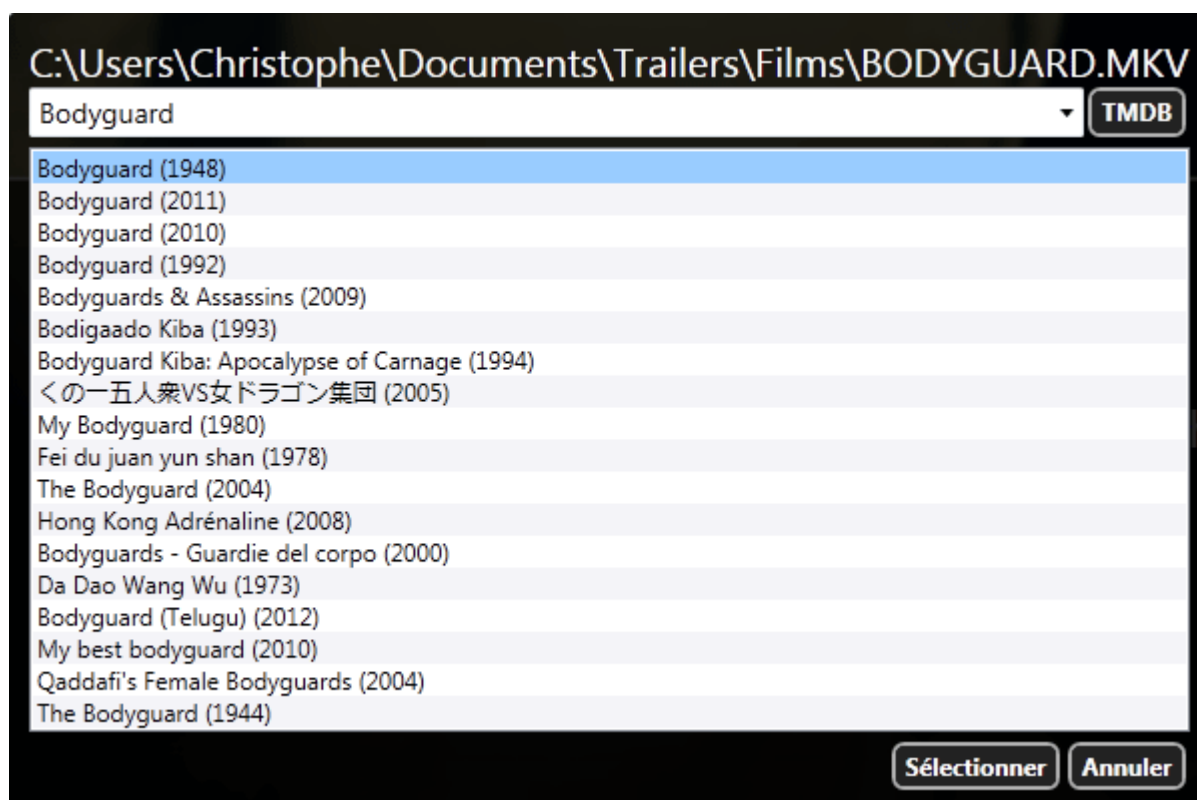 C:\Users\Christophe\Documents\Trailers\Films\BODYGUARD.MKV
Bodyguard TMDB
Bodyguard (1948)
Bodyguard (2011)
Bodyguard (2010)
Bodyguard (1992)
Bodyguards & Assassins (2009)
Bodigaado Kiba (1993)
Bodyguard Kiba: Apocalypse of Carnage (1994)
くの一五人衆VS女ドラゴン集団 (2005)
My Bodyguard (1980)
Fei du juan yun shan (1978)
The Bodyguard (2004)
Hong Kong Adrénaline (2008)
Bodyguards - Guardie del corpo (2000)
Da Dao Wang Wu (1973)
Bodyguard (Telugu) (2012)
My best bodyguard (2010)
Qaddafi's Female Bodyguards (2004)
The Bodyguard (1944)
Sélectionner Annuler